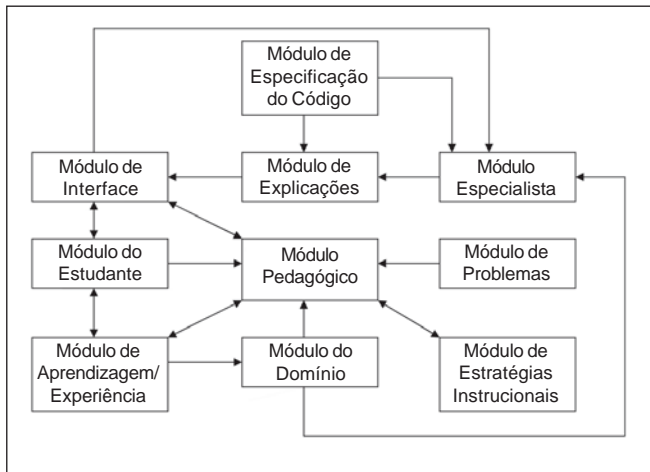 Módulo de
Especificação
do Código
Módulo de
Interface
Módulo de
Explicações
Módulo
Especialista
Módulo do
Estudante
Módulo
Pedagógico
Módulo de
Problemas
Módulo de
Aprendizagem/
Experiência
Módulo do
Domínio
Módulo de
Estratégias
Instrucionais